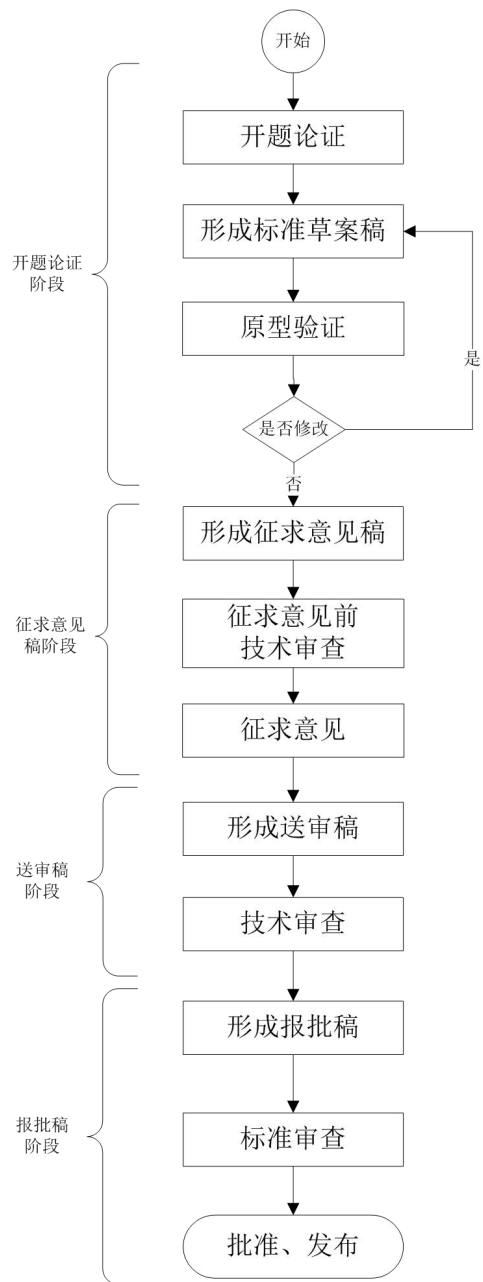 开始
开题论证
形成标准草案稿
开题论证
阶段
原型验证
是
是否修改
否
形成征求意见稿
征求意见前
技术审查
征求意见
稿阶段
征求意见
形成送审稿
送审稿
阶段
技术审查
形成报批稿
标准审查
报批稿
阶段
批准、发布